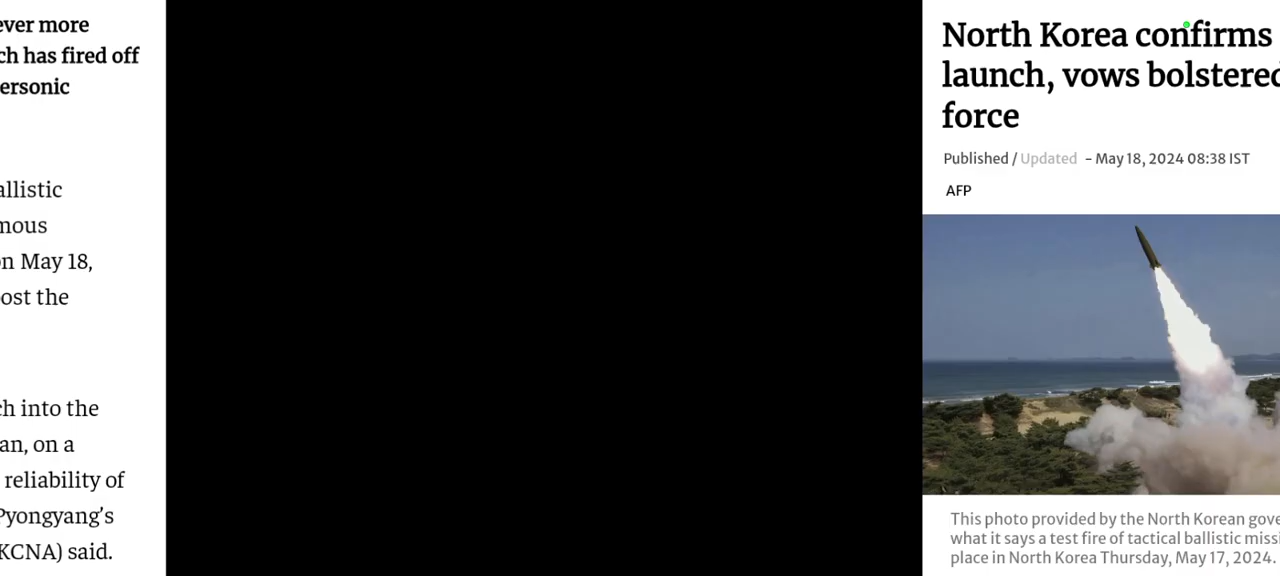 ever more
ch has fired off
ersonic
allistic
mous
on May 18,
ost the
ch into the
an, on a
reliability of
Pyongyang's
KCNA) said.
North Korea confirms
launch, vows bolstered
force
Published / Updated - May 18, 2024 08:38 IST
AFP
This photo provided by the North Korean gove
what it says a test fire of tactical ballistic missi
place in North Korea Thursday, May 17, 2024.